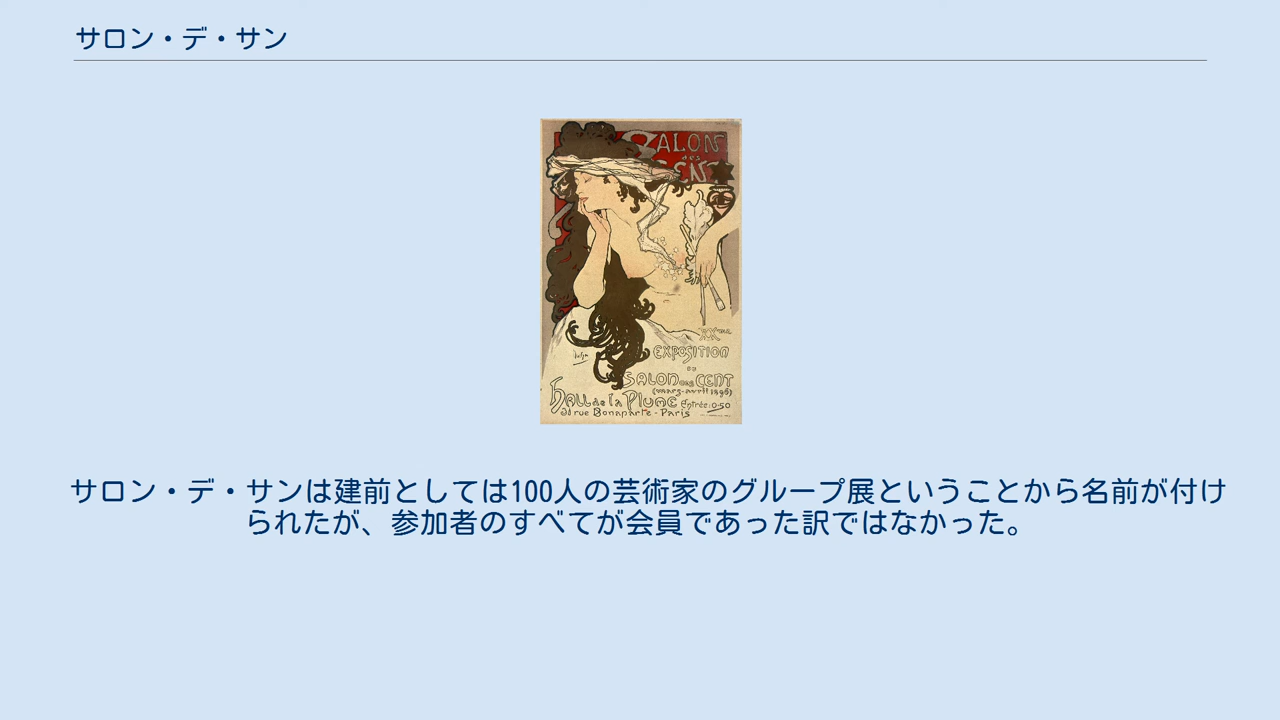 サロン・デ・サン
SALON
des
CENT
XXme
EXPOSITION
du
SALON des CENT
(mars-avril 1896)
HALL de la PLUME Entrée: 0.50
31 rue Bonaparte - Paris
サロン・デ・サンは建前としては100人の芸術家のグループ展ということから名前が付け
られたが、参加者のすべてが会員であった訳ではなかった。